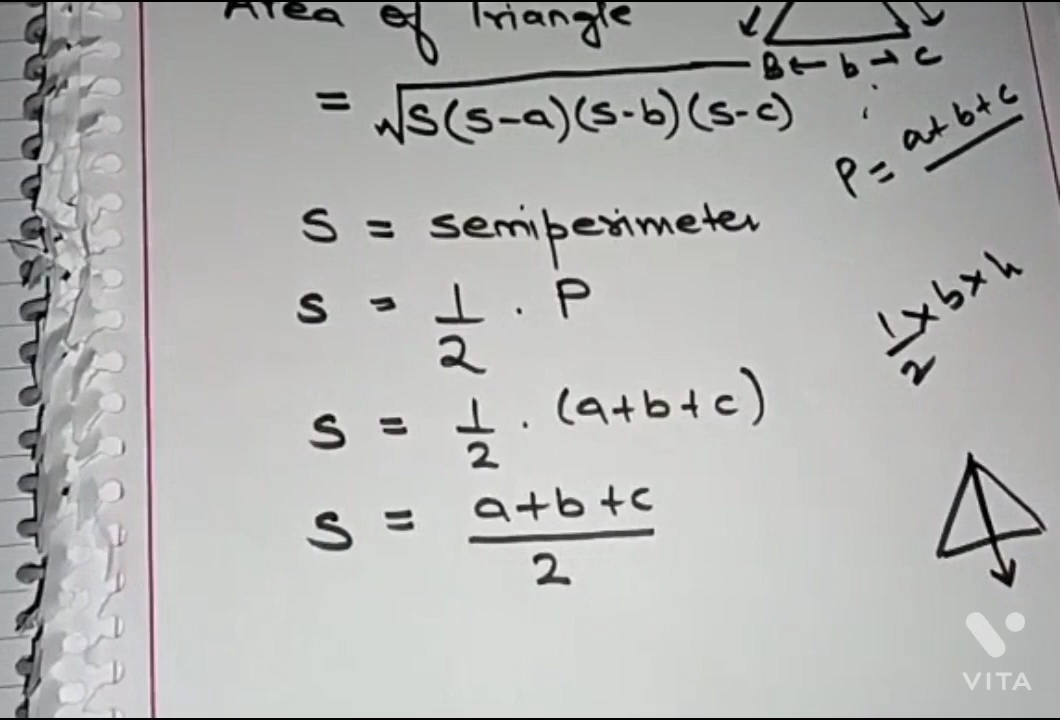 Area of Triangle
B ← b → c
= √S(s-a)(s-b)(s-c)
P = a+b+c
S = semiperimeter
S = 1/2 . P
1/2 × b × h
S = 1/2 . (a+b+c)
S = a+b+c/2
VITA